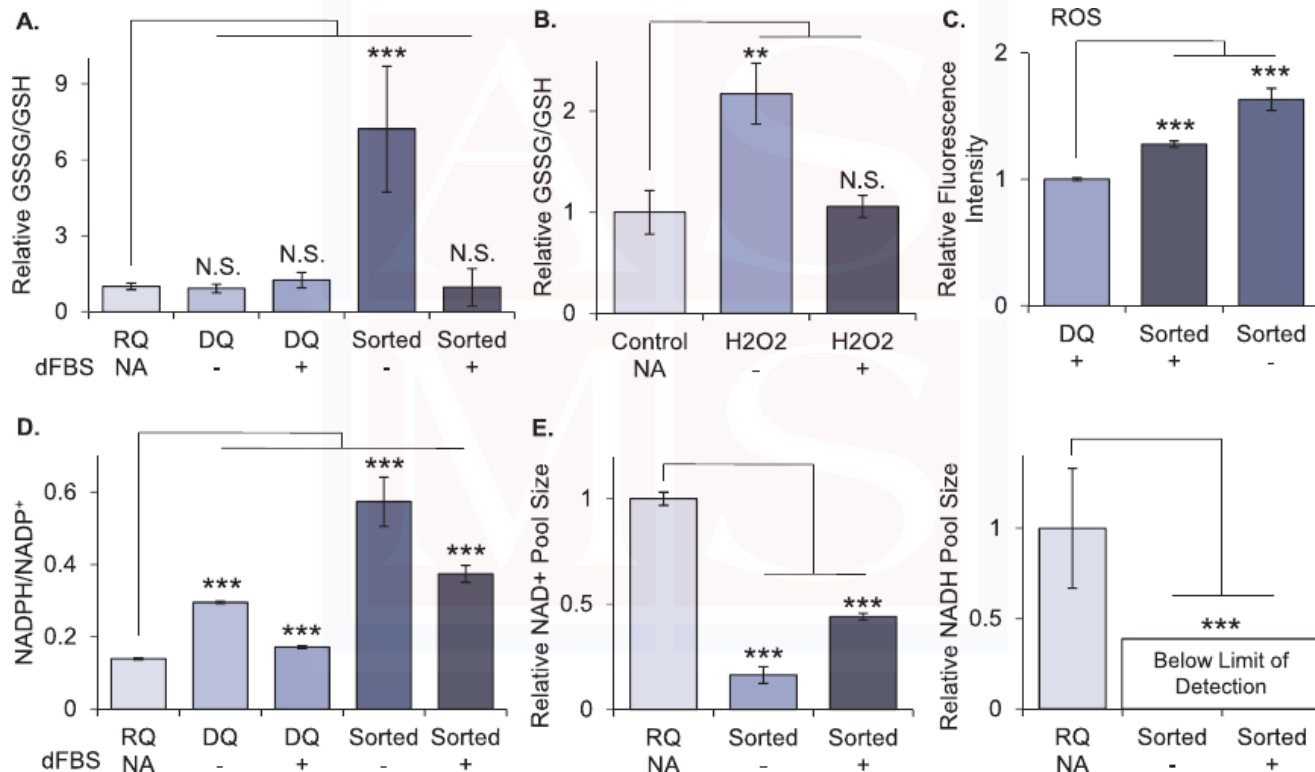 A.
Relative GSSG/GSH
9
6
3
0
***
N.S.
N.S.
N.S.
RQ DQ DQ Sorted Sorted
dFBS NA - + - +
B.
Relative GSSG/GSH
2
1
0
**
N.S.
Control H2O2 H2O2
NA - +
C.
ROS
Relative Fluorescence
Intensity
2
1
0
***
***
DQ Sorted Sorted
+ + -
D.
NADPH/NADP⁺
0.6
0.4
0.2
0
***
***
***
***
RQ DQ DQ Sorted Sorted
dFBS NA - + - +
E.
Relative NAD+ Pool Size
1
0.5
0
***
***
RQ Sorted Sorted
NA - +
Relative NADH Pool Size
1
0.5
0
***
Below Limit of
Detection
RQ Sorted Sorted
NA - +
AS
MS